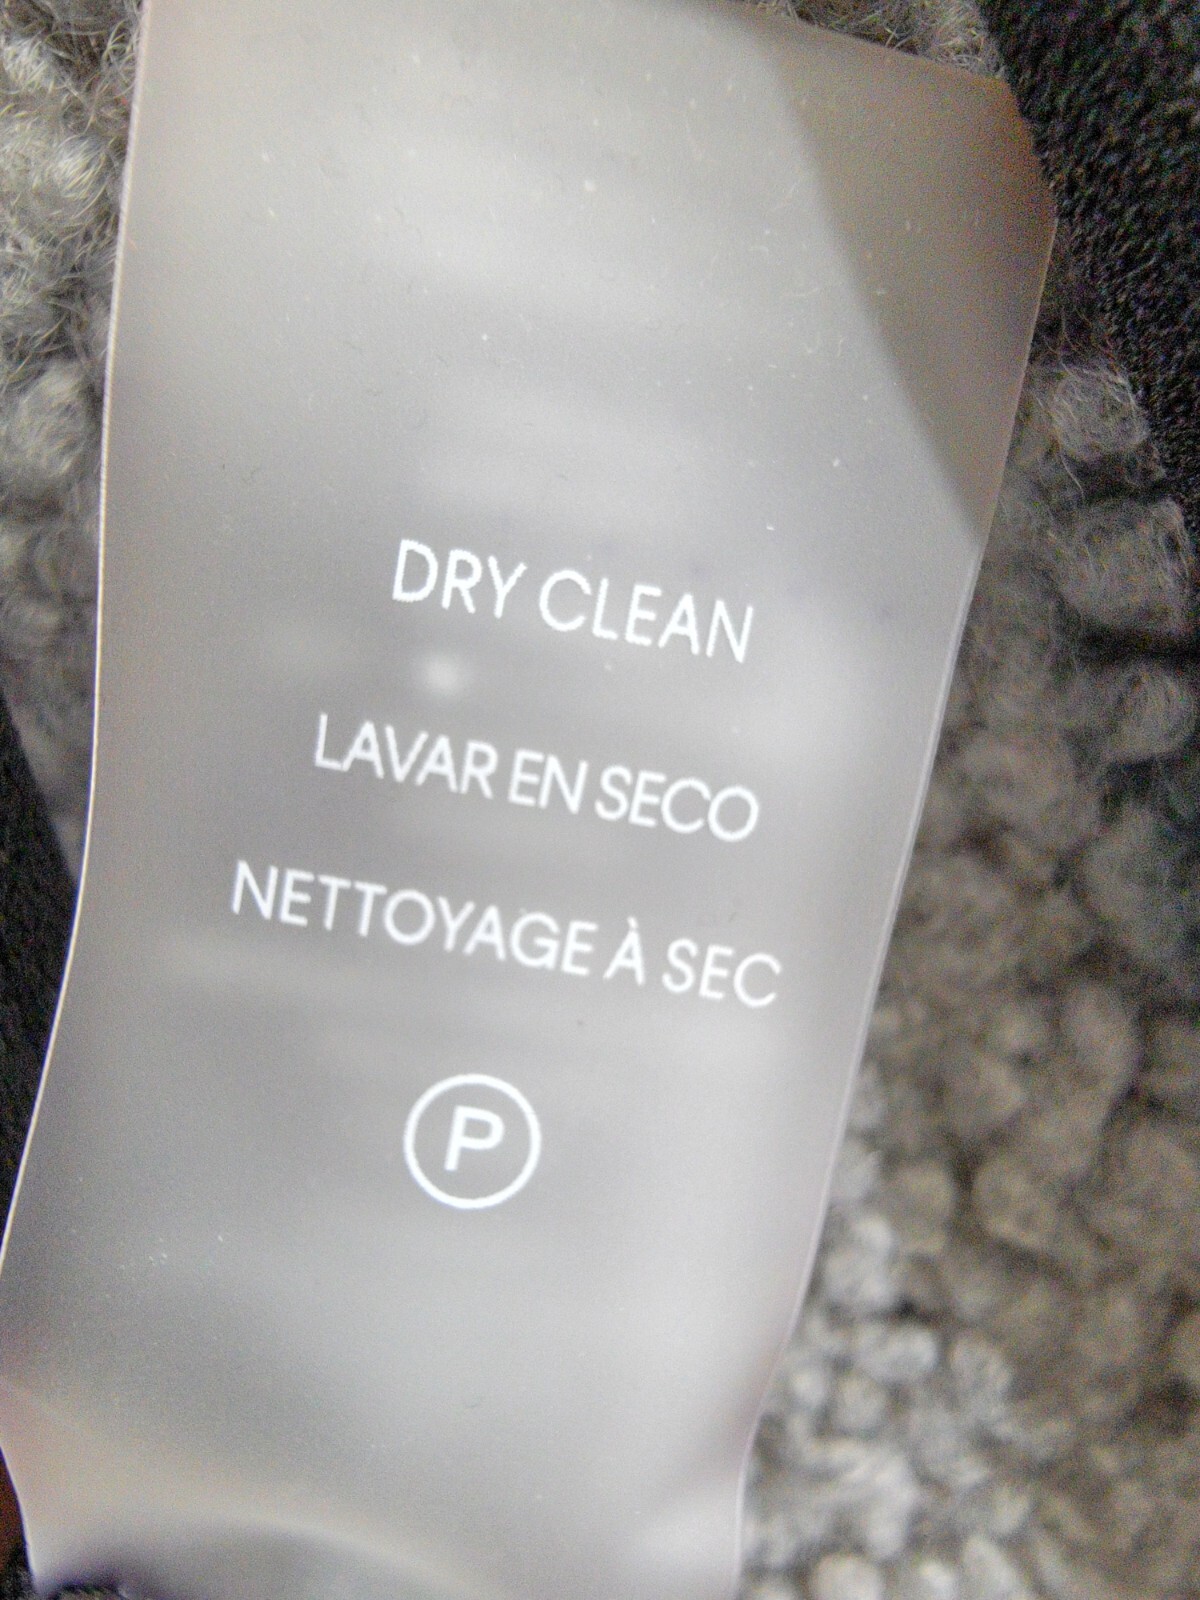 DRY CLEAN
LAVAR EN SECO
NETTOYAGE À SEC
P